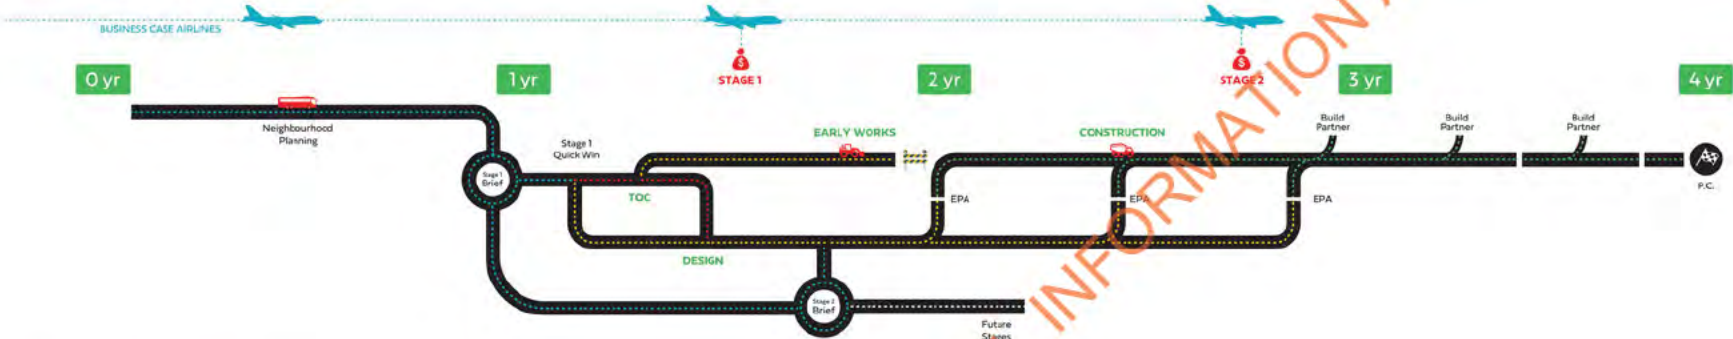 BUSINESS CASE AIRLINES
0 yr
1 yr
STAGE 1
2 yr
STAGE 2
3 yr
4 yr
Neighbourhood
Planning
Stage 1
Quick Win
EARLY WORKS
CONSTRUCTION
Build
Partner
Build
Partner
Build
Partner
Stage 1
Brief
TOC
EPA
EPA
EPA
P.C.
DESIGN
Stage 2
Brief
Future
Stages
INFORMATION